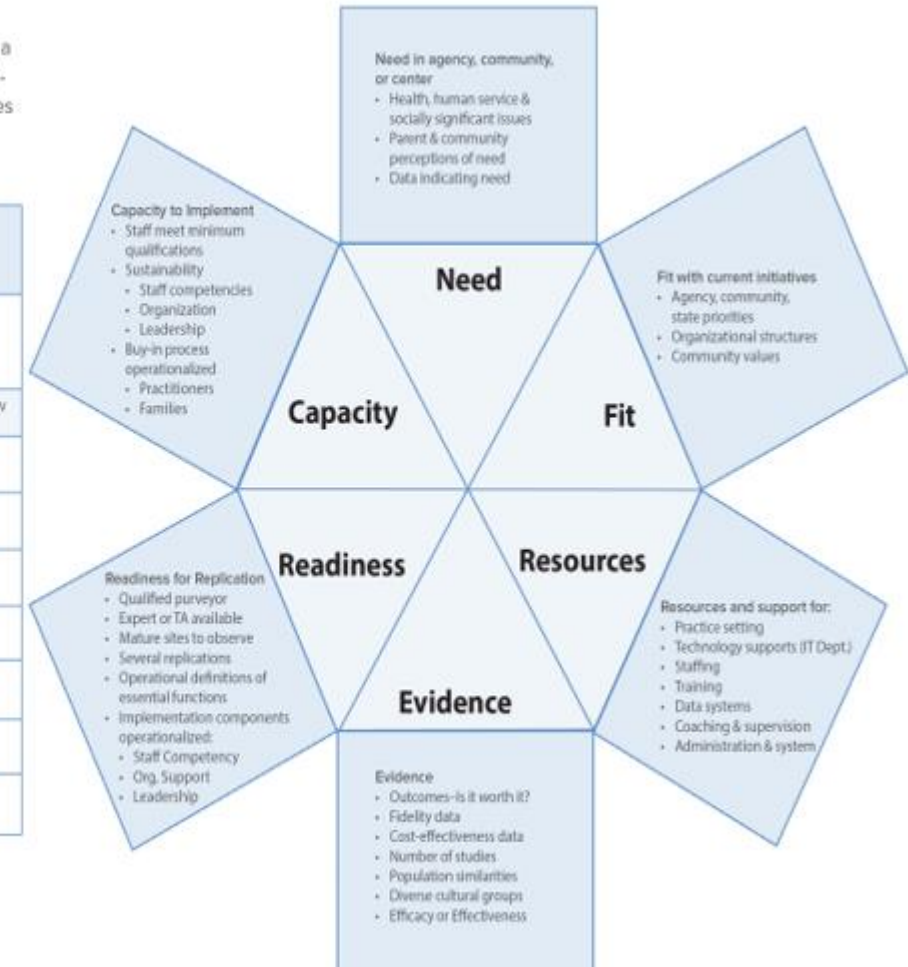 a
-
es
w
Need in agency, community,
or center
• Health, human service &
socially significant issues
• Parent & community
perceptions of need
• Data indicating need
Need
Capacity to Implement
• Staff meet minimum
qualifications
• Sustainability
• Staff competencies
• Organization
• Leadership
• Buy-in process
operationalized
• Practitioners
• Families
Capacity
Fit with current initiatives
• Agency, community,
state priorities
• Organizational structures
• Community values
Fit
Readiness
Readiness for Replication
• Qualified purveyor
• Expert or TA available
• Mature sites to observe
• Several replications
• Operational definitions of
essential functions
• Implementation components
operationalized:
• Staff Competency
• Org. Support
• Leadership
Resources
Resources and support for:
• Practice setting
• Technology supports (IT Dept.)
• Staffing
• Training
• Data systems
• Coaching & supervision
• Administration & system
Evidence
Evidence
• Outcomes–Is it worth it?
• Fidelity data
• Cost-effectiveness data
• Number of studies
• Population similarities
• Diverse cultural groups
• Efficacy or Effectiveness